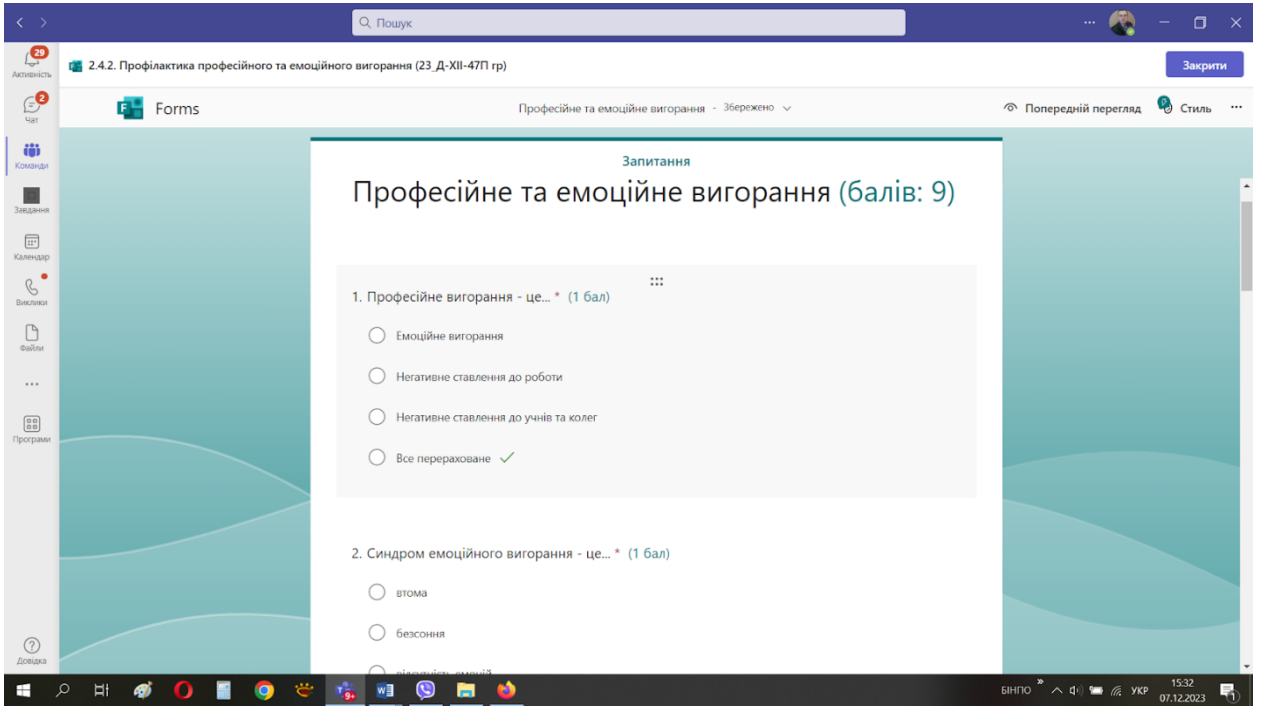 Пошук
29
Активність
2
Чат
Команди
Завдання
Календар
Виклики
Файли
Програми
Довідка
2.4.2. Профілактика професійного та емоційного вигорання (23_Д-ХІІ-47П гр)
Закрити
Forms
Професійне та емоційне вигорання - Збережено
Попередній перегляд
Стиль
Запитання
Професійне та емоційне вигорання (балів: 9)
1. Професійне вигорання - це... * (1 бал)
Емоційне вигорання
Негативне ставлення до роботи
Негативне ставлення до учнів та колег
Все перераховане
2. Синдром емоційного вигорання - це... * (1 бал)
втома
безсоння
відсутність емоцій
9+
БІНПО
УКР
15:32
07.12.2023
1